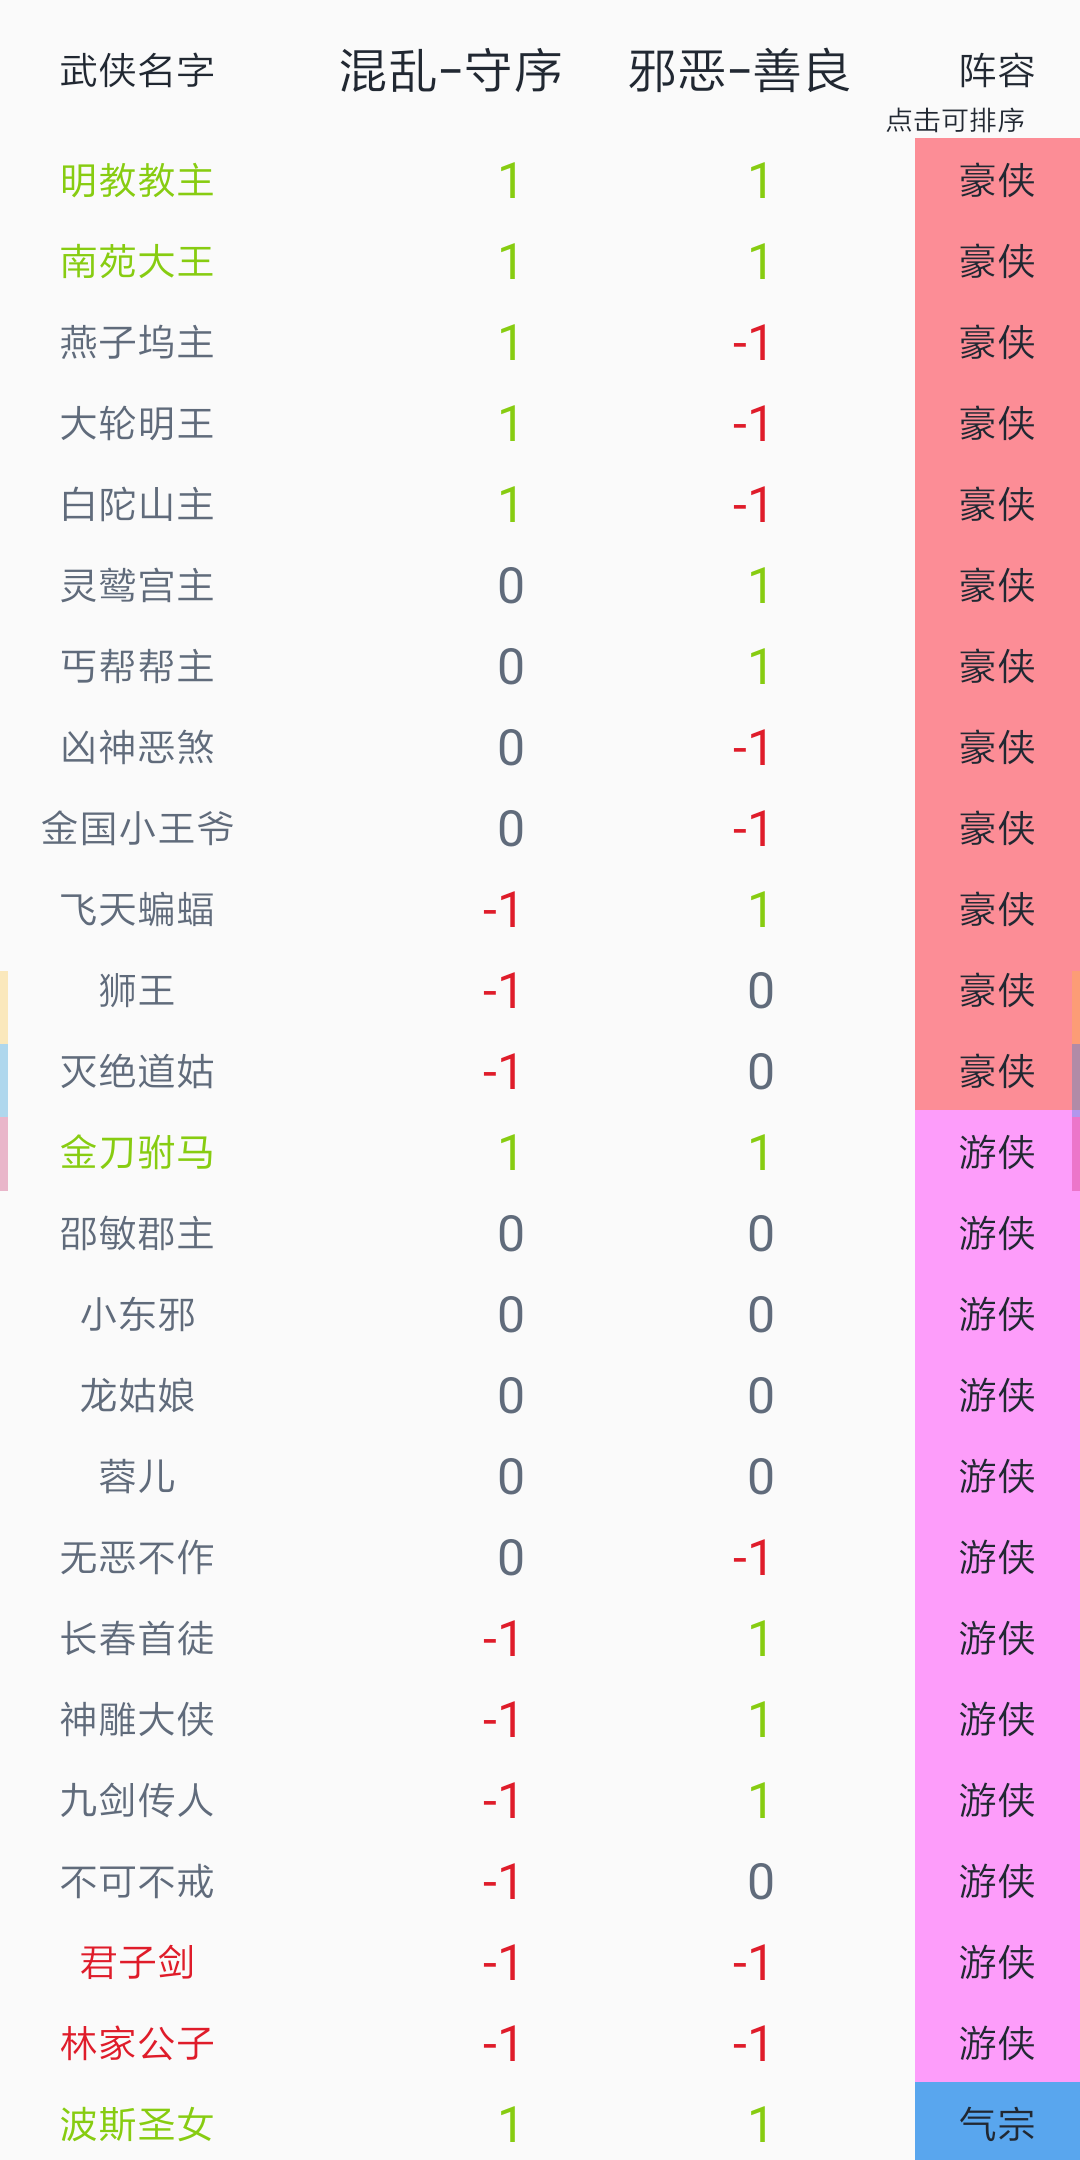 武侠名字 混乱-守序 邪恶-善良 阵容
点击可排序
明教教主 1 1 豪侠
南苑大王 1 1 豪侠
燕子坞主 1 -1 豪侠
大轮明王 1 -1 豪侠
白陀山主 1 -1 豪侠
灵鹫宫主 0 1 豪侠
丐帮帮主 0 1 豪侠
凶神恶煞 0 -1 豪侠
金国小王爷 0 -1 豪侠
飞天蝙蝠 -1 1 豪侠
狮王 -1 0 豪侠
灭绝道姑 -1 0 豪侠
金刀驸马 1 1 游侠
邵敏郡主 0 0 游侠
小东邪 0 0 游侠
龙姑娘 0 0 游侠
蓉儿 0 0 游侠
无恶不作 0 -1 游侠
长春首徒 -1 1 游侠
神雕大侠 -1 1 游侠
九剑传人 -1 1 游侠
不可不戒 -1 0 游侠
君子剑 -1 -1 游侠
林家公子 -1 -1 游侠
波斯圣女 1 1 气宗